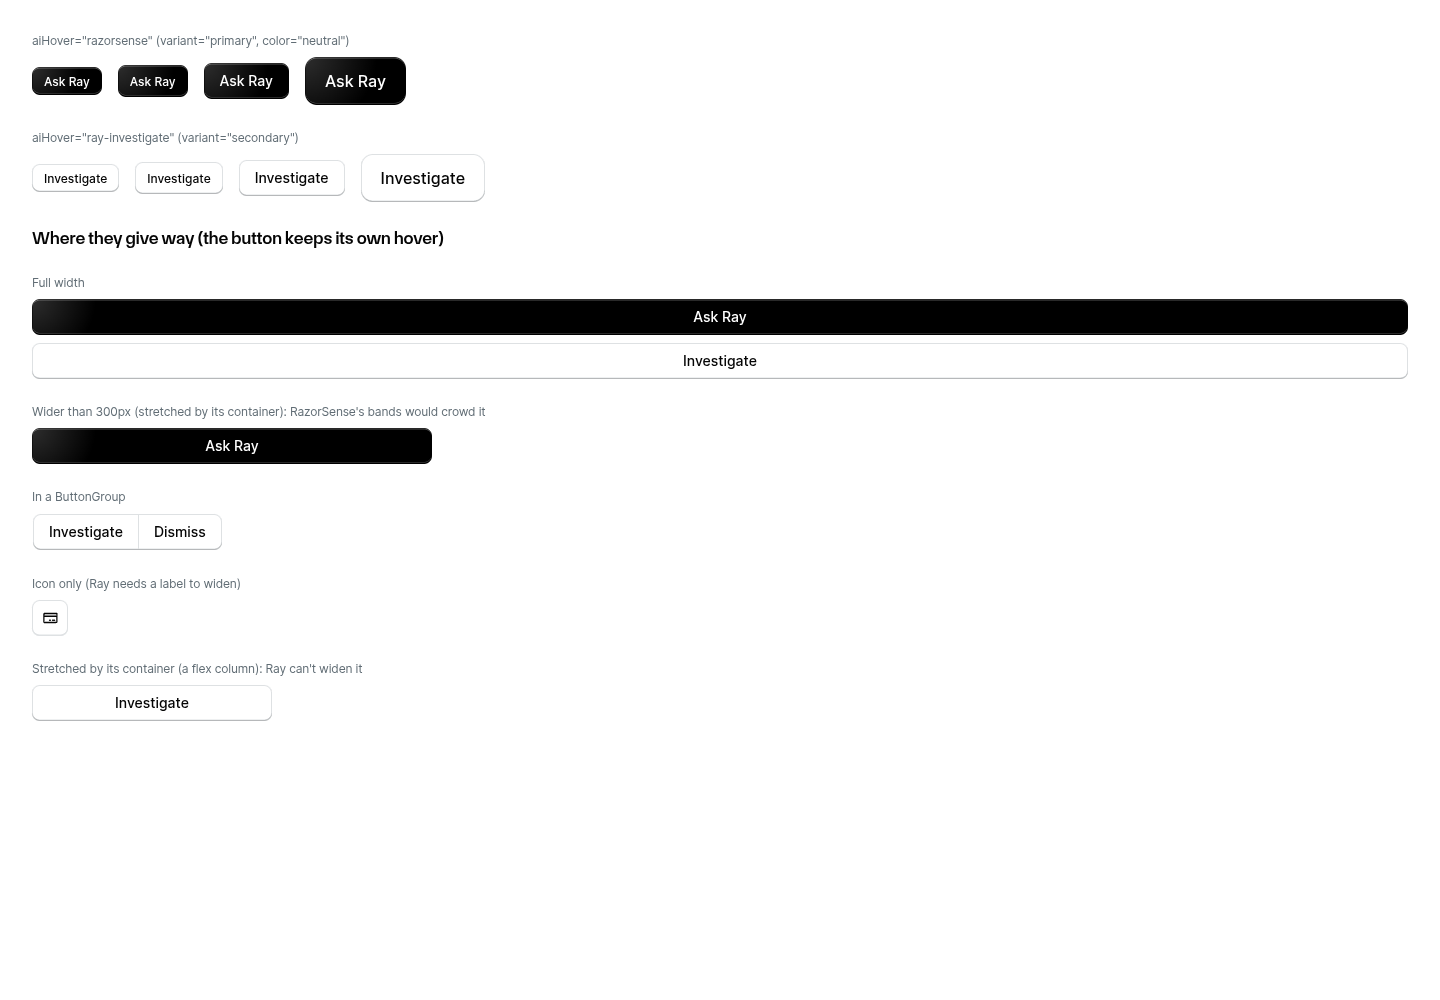 aiHover="razorsense" (variant="primary", color="neutral")
Ask Ray Ask Ray Ask Ray Ask Ray
aiHover="ray-investigate" (variant="secondary")
Investigate Investigate Investigate Investigate
Where they give way (the button keeps its own hover)
Full width
Ask Ray
Investigate
Wider than 300px (stretched by its container): RazorSense's bands would crowd it
Ask Ray
In a ButtonGroup
Investigate Dismiss
Icon only (Ray needs a label to widen)
Stretched by its container (a flex column): Ray can't widen it
Investigate